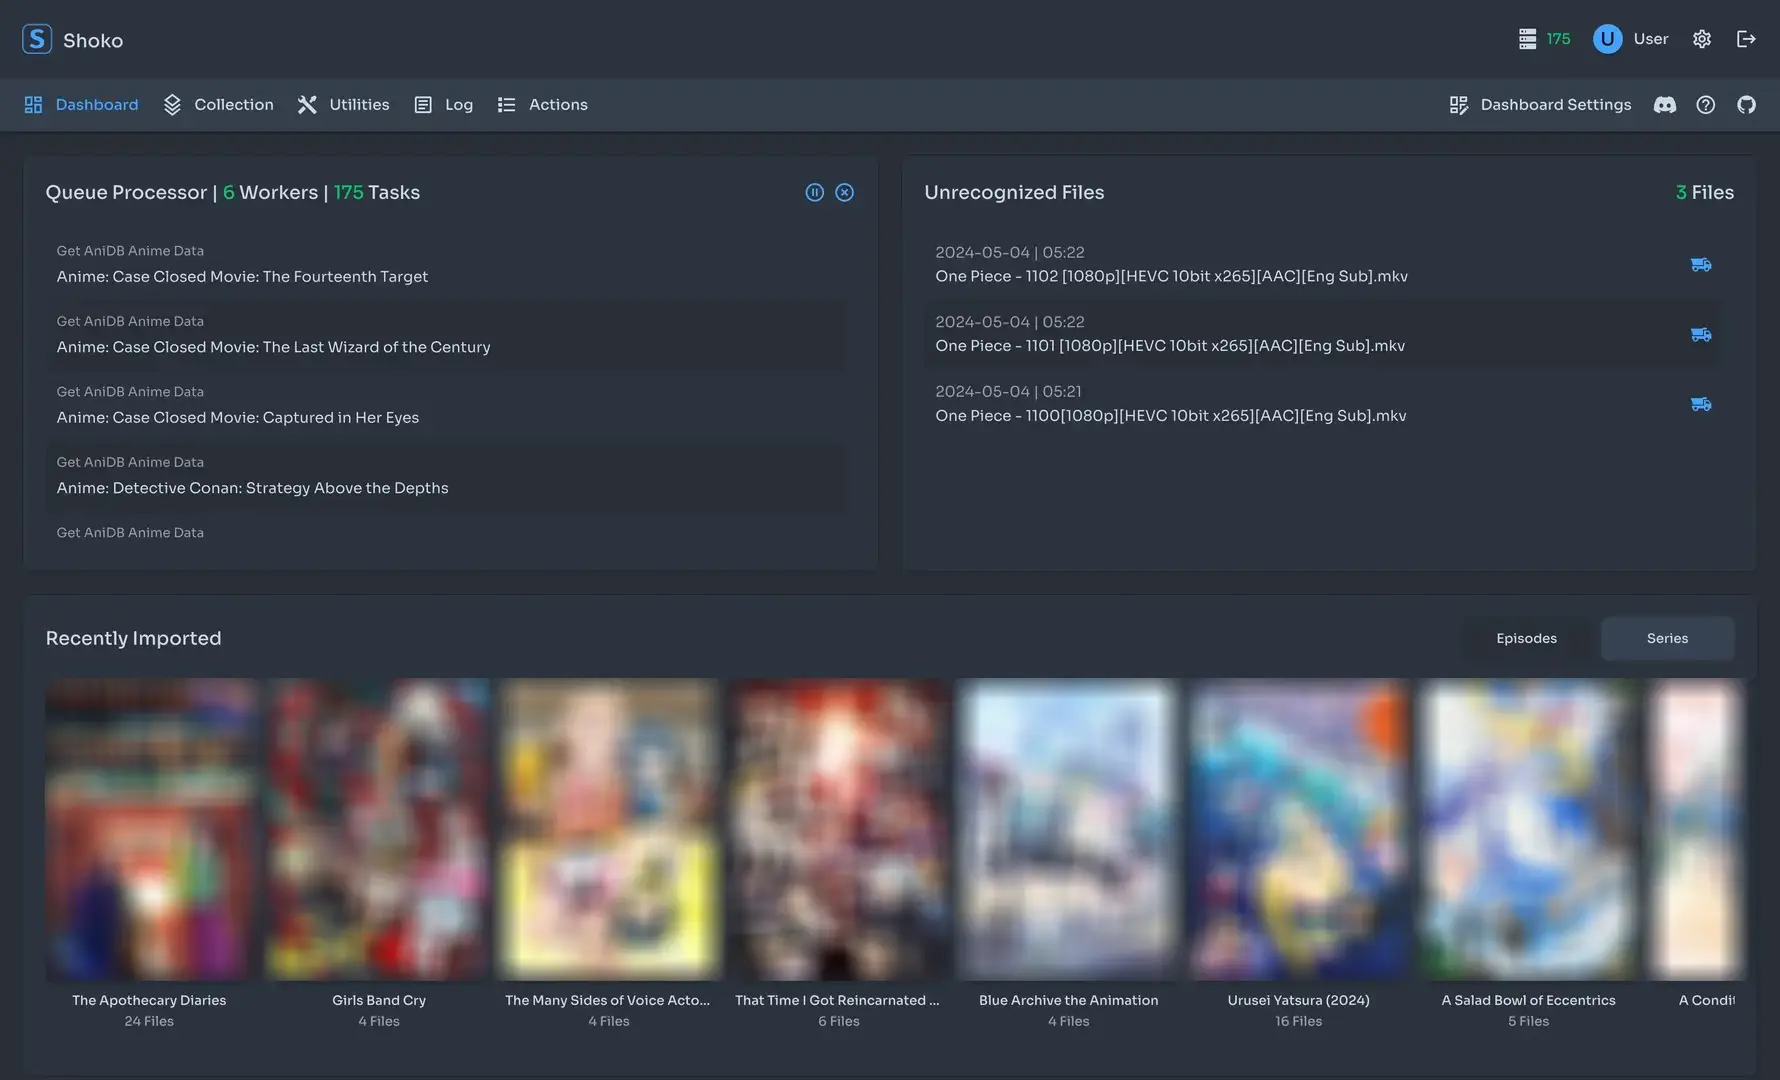 S Shoko
175 U User
Dashboard Collection Utilities Log Actions
Dashboard Settings
Queue Processor | 6 Workers | 175 Tasks
Get AniDB Anime Data
Anime: Case Closed Movie: The Fourteenth Target
Get AniDB Anime Data
Anime: Case Closed Movie: The Last Wizard of the Century
Get AniDB Anime Data
Anime: Case Closed Movie: Captured in Her Eyes
Get AniDB Anime Data
Anime: Detective Conan: Strategy Above the Depths
Get AniDB Anime Data
Unrecognized Files
3 Files
2024-05-04 | 05:22
One Piece - 1102 [1080p][HEVC 10bit x265][AAC][Eng Sub].mkv
2024-05-04 | 05:22
One Piece - 1101 [1080p][HEVC 10bit x265][AAC][Eng Sub].mkv
2024-05-04 | 05:21
One Piece - 1100[1080p][HEVC 10bit x265][AAC][Eng Sub].mkv
Recently Imported
Episodes Series
The Apothecary Diaries
24 Files
Girls Band Cry
4 Files
The Many Sides of Voice Acto...
4 Files
That Time I Got Reincarnated ...
6 Files
Blue Archive the Animation
4 Files
Urusei Yatsura (2024)
16 Files
A Salad Bowl of Eccentrics
5 Files
A Condit